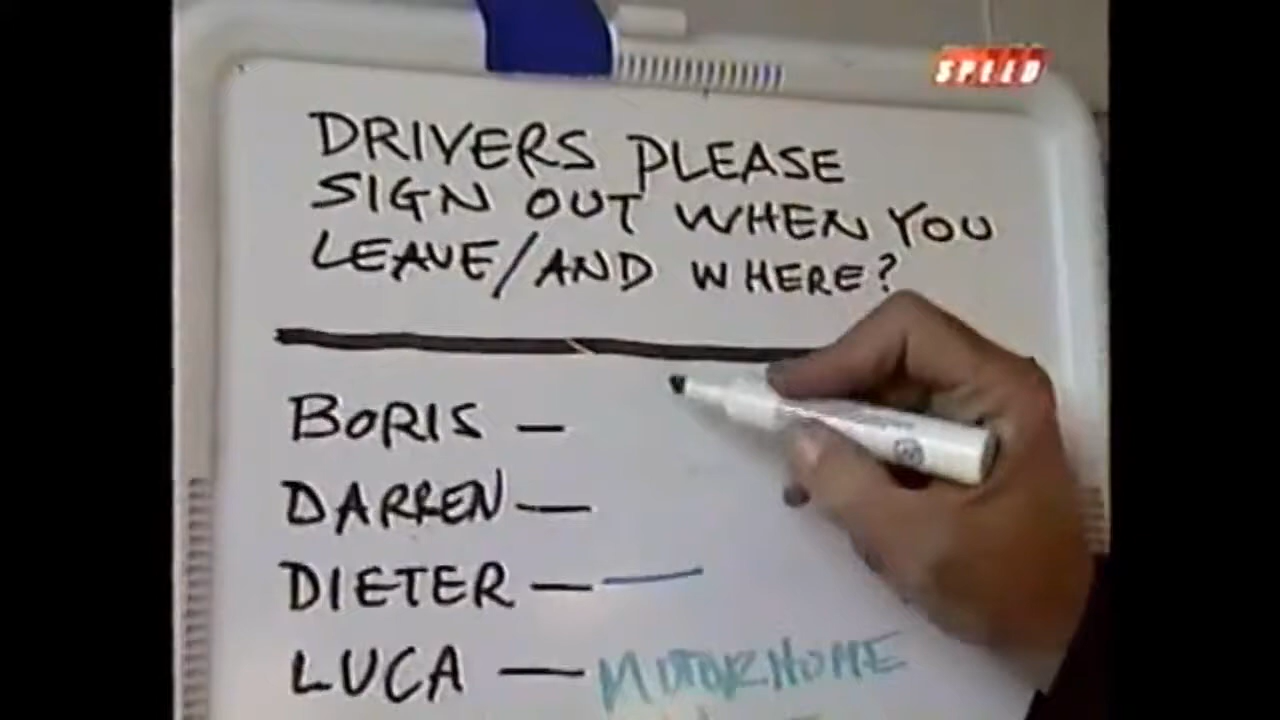 SPEED
DRIVERS PLEASE
SIGN OUT WHEN YOU
LEAVE/AND WHERE?
BORIS —
DARREN —
DIETER —
LUCA — MOTORHOME